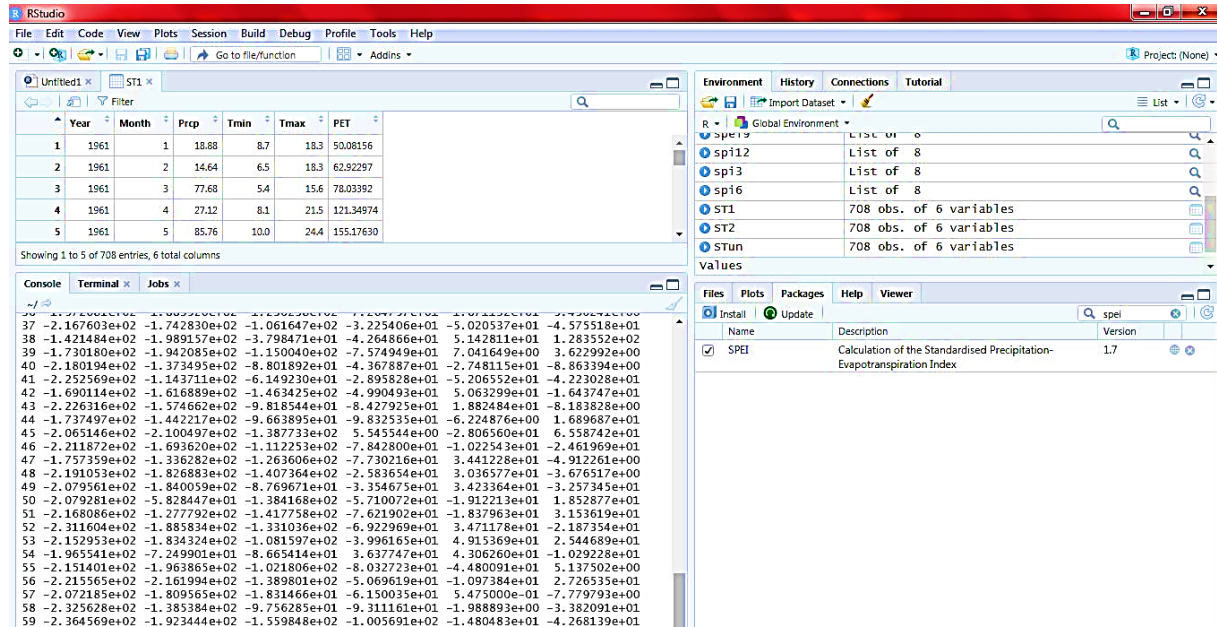 RStudio
File Edit Code View Plots Session Build Debug Profile Tools Help
Go to file/function Addins Project: (None)
Untitled1 ST1
Filter
Year Month Prcp Tmin Tmax PET
1 1961 1 18.88 8.7 18.3 50.08156
2 1961 2 14.64 6.5 18.3 62.92297
3 1961 3 77.68 5.4 15.6 78.03392
4 1961 4 27.12 8.1 21.5 121.34974
5 1961 5 85.76 10.0 24.4 155.17630
Showing 1 to 5 of 708 entries, 6 total columns
Console Terminal Jobs
~/
37 -2.167603e+02 -1.742830e+02 -1.061647e+02 -3.225406e+01 -5.020537e+01 -4.575518e+01
38 -1.421484e+02 -1.989157e+02 -3.798471e+01 -4.264866e+01 5.142811e+01 1.283552e+02
39 -1.730180e+02 -1.942085e+02 -1.150040e+02 -7.574949e+01 7.041649e+00 3.622992e+00
40 -2.180194e+02 -1.373495e+02 -8.801892e+01 -4.367887e+01 -2.748115e+01 -8.863394e+00
41 -2.252569e+02 -1.143711e+02 -6.149230e+01 -2.895828e+01 -5.206552e+01 -4.223028e+01
42 -1.690114e+02 -1.616889e+02 -1.463425e+02 -4.990493e+01 5.063299e+01 -1.643747e+01
43 -2.226316e+02 -1.574662e+02 -9.818544e+01 -8.427925e+01 1.882484e+01 -8.183828e+00
44 -1.737497e+02 -1.442217e+02 -9.663895e+01 -9.832535e+01 -6.224876e+00 1.689687e+01
45 -2.065146e+02 -2.100497e+02 -1.387733e+02 5.545544e+00 -2.806560e+01 6.558742e+01
46 -2.211872e+02 -1.693620e+02 -1.112253e+02 -7.842800e+01 -1.022543e+01 -2.461969e+01
47 -1.757359e+02 -1.336282e+02 -1.263606e+02 -7.730216e+01 3.441228e+01 -4.912261e+01
48 -2.191053e+02 -1.826883e+02 -1.407364e+02 -2.583654e+01 3.036577e+01 -3.676517e+00
49 -2.079561e+02 -1.840059e+02 -8.769671e+01 -3.354675e+01 3.423364e+01 -3.257345e+01
50 -2.079281e+02 -5.828447e+01 -1.384168e+02 -5.710072e+01 -1.912213e+01 1.852877e+01
51 -2.168086e+02 -1.277792e+02 -1.417758e+02 -7.621902e+01 -1.837963e+01 3.153619e+01
52 -2.311604e+02 -1.885834e+02 -1.331036e+02 -6.922969e+01 3.471178e+01 -2.187354e+01
53 -2.152953e+02 -1.834324e+02 -1.081597e+02 -3.996165e+01 4.915369e+01 2.544689e+01
54 -1.965541e+02 -7.249901e+01 -8.665414e+01 3.637747e+01 4.306260e+01 -1.029228e+01
55 -2.151401e+02 -1.963865e+02 -1.021806e+02 -8.032723e+01 -4.480091e+01 5.137502e+00
56 -2.215565e+02 -2.161994e+02 -1.389801e+02 -5.069619e+01 -1.097384e+01 2.726535e+01
57 -2.072185e+02 -1.809565e+02 -1.831466e+01 -6.150035e+01 5.475000e-01 -7.779793e+00
58 -2.325628e+02 -1.385384e+02 -9.756285e+01 -9.311161e+01 -1.988893e+00 -3.382091e+01
59 -2.364569e+02 -1.923444e+02 -1.559848e+02 -1.005691e+02 -1.480483e+01 -4.268139e+01
Environment History Connections Tutorial
Import Dataset List
R Global Environment
spei9 List of 8
spi12 List of 8
spi3 List of 8
spi6 List of 8
ST1 708 obs. of 6 variables
ST2 708 obs. of 6 variables
STun 708 obs. of 6 variables
Values
Files Plots Packages Help Viewer
Install Update spei
Name Description Version
SPEI Calculation of the Standardised Precipitation- 1.7
Evapotranspiration Index